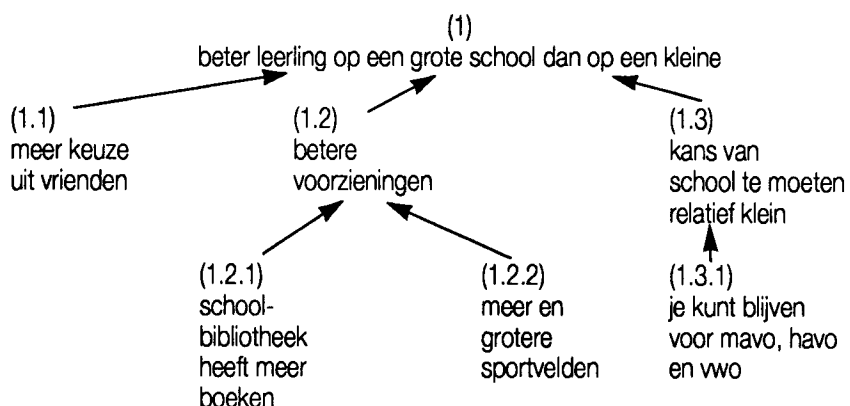 (1)
beter leerling op een grote school dan op een kleine
(1.1)
meer keuze
uit vrienden
(1.2)
betere
voorzieningen
(1.3)
kans van
school te moeten
relatief klein
(1.2.1)
school-
bibliotheek
heeft meer
boeken
(1.2.2)
meer en
grotere
sportvelden
(1.3.1)
je kunt blijven
voor mavo, havo
en vwo